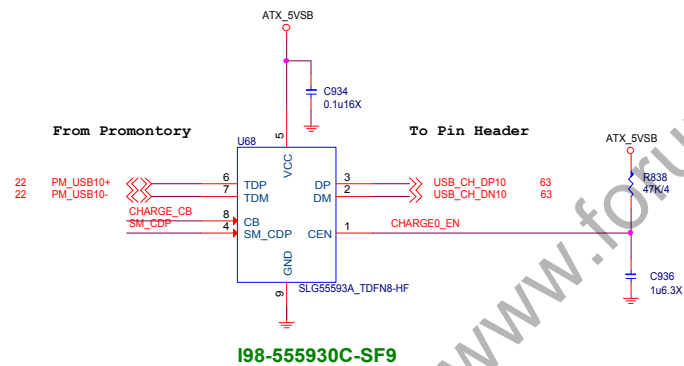 ATX_5VSB
C934
0.1u16X
From Promontory
To Pin Header
U68
5
VCC
ATX_5VSB
R838
47K/4
22 PM_USB10+ 6 TDP DP 3 USB_CH_DP10 63
22 PM_USB10- 7 TDM DM 2 USB_CH_DN10 63
CHARGE_CB 8 CB
SM_CDP 4 SM_CDP CEN 1 CHARGE0_EN
GND
9
SLG55593A_TDFN8-HF
C936
1u6.3X
I98-555930C-SF9
www.foru